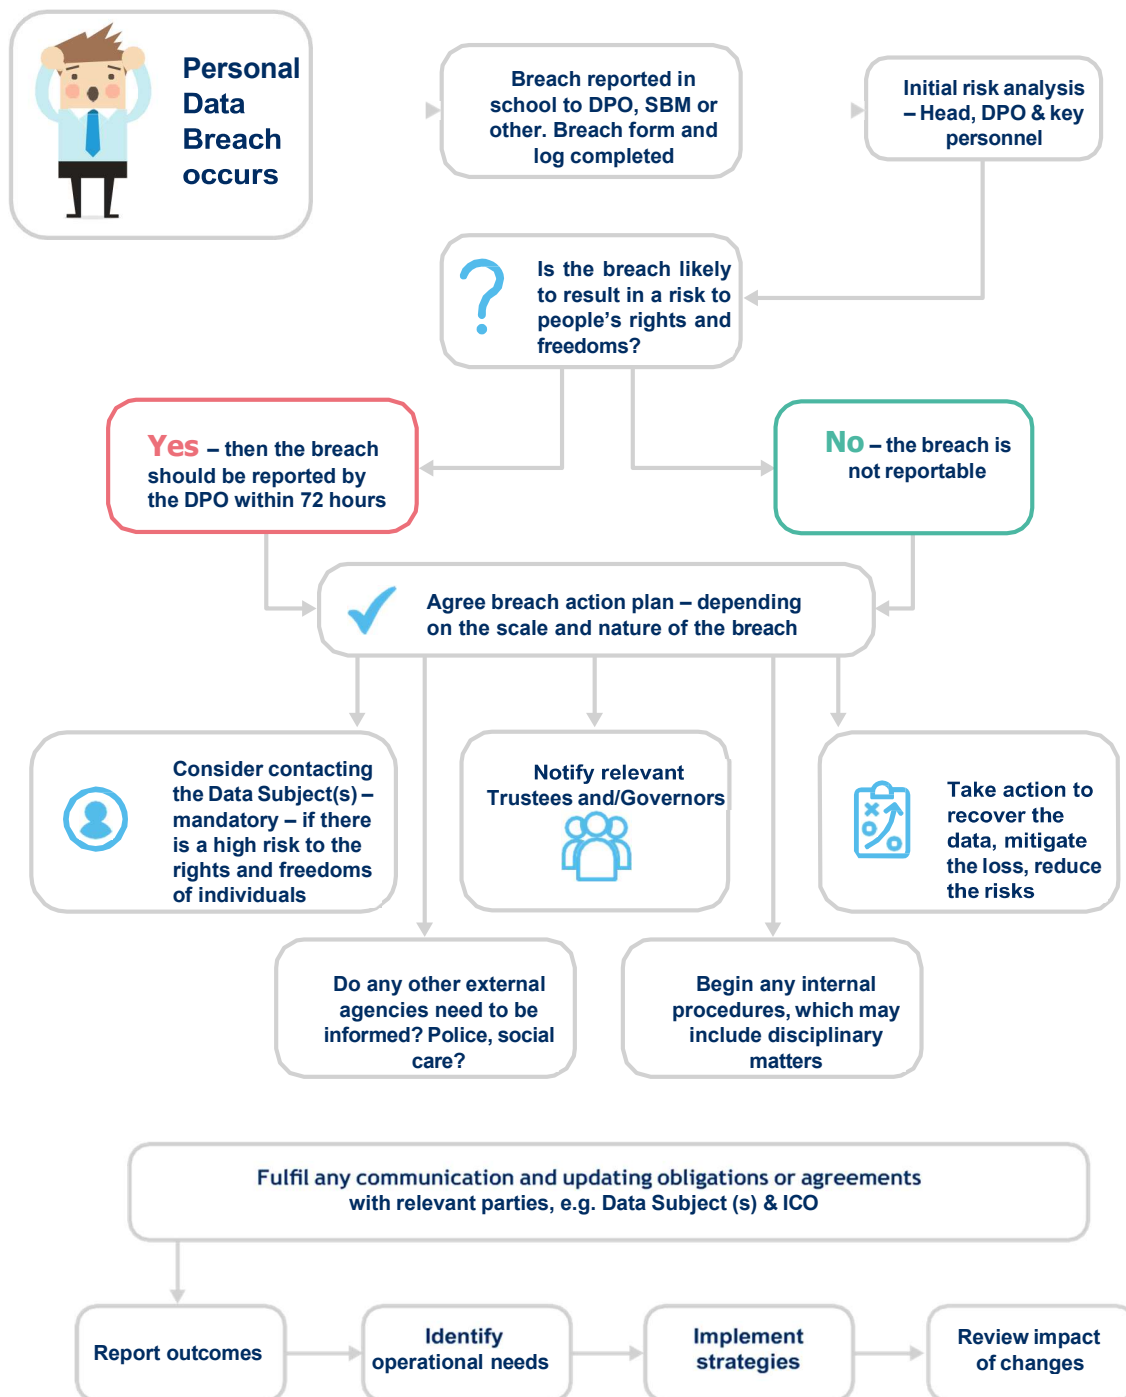 Personal
Data
Breach
occurs
Breach reported in
school to DPO, SBM or
other. Breach form and
log completed
Initial risk analysis
– Head, DPO & key
personnel
Is the breach likely
to result in a risk to
people’s rights and
freedoms?
Yes – then the breach
should be reported by
the DPO within 72 hours
No – the breach is
not reportable
Agree breach action plan – depending
on the scale and nature of the breach
Consider contacting
the Data Subject(s) –
mandatory – if there
is a high risk to the
rights and freedoms
of individuals
Notify relevant
Trustees and/Governors
Take action to
recover the
data, mitigate
the loss, reduce
the risks
Do any other external
agencies need to be
informed? Police, social
care?
Begin any internal
procedures, which may
include disciplinary
matters
Fulfil any communication and updating obligations or agreements
with relevant parties, e.g. Data Subject (s) & ICO
Report outcomes
Identify
operational needs
Implement
strategies
Review impact
of changes